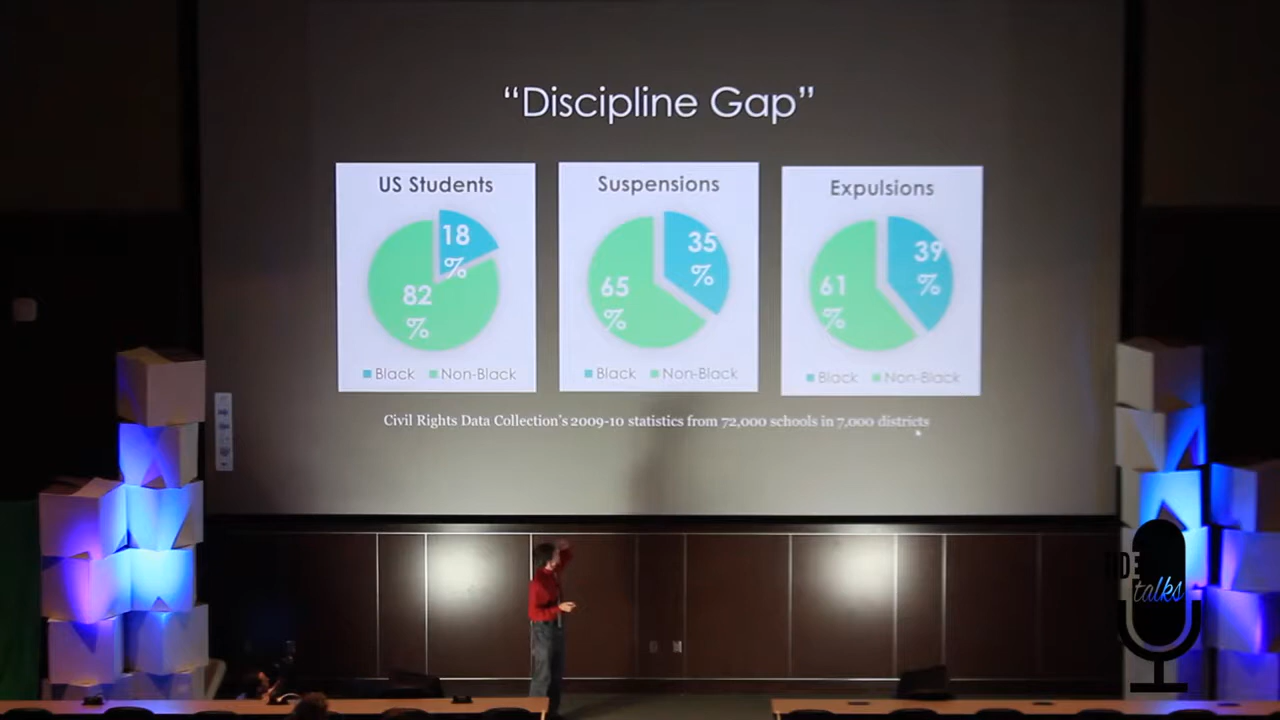 “Discipline Gap”
US Students
18
%
82
%
Black Non-Black
Suspensions
35
%
65
%
Black Non-Black
Expulsions
39
%
61
%
Black Non-Black
Civil Rights Data Collection’s 2009-10 statistics from 72,000 schools in 7,000 districts
talks